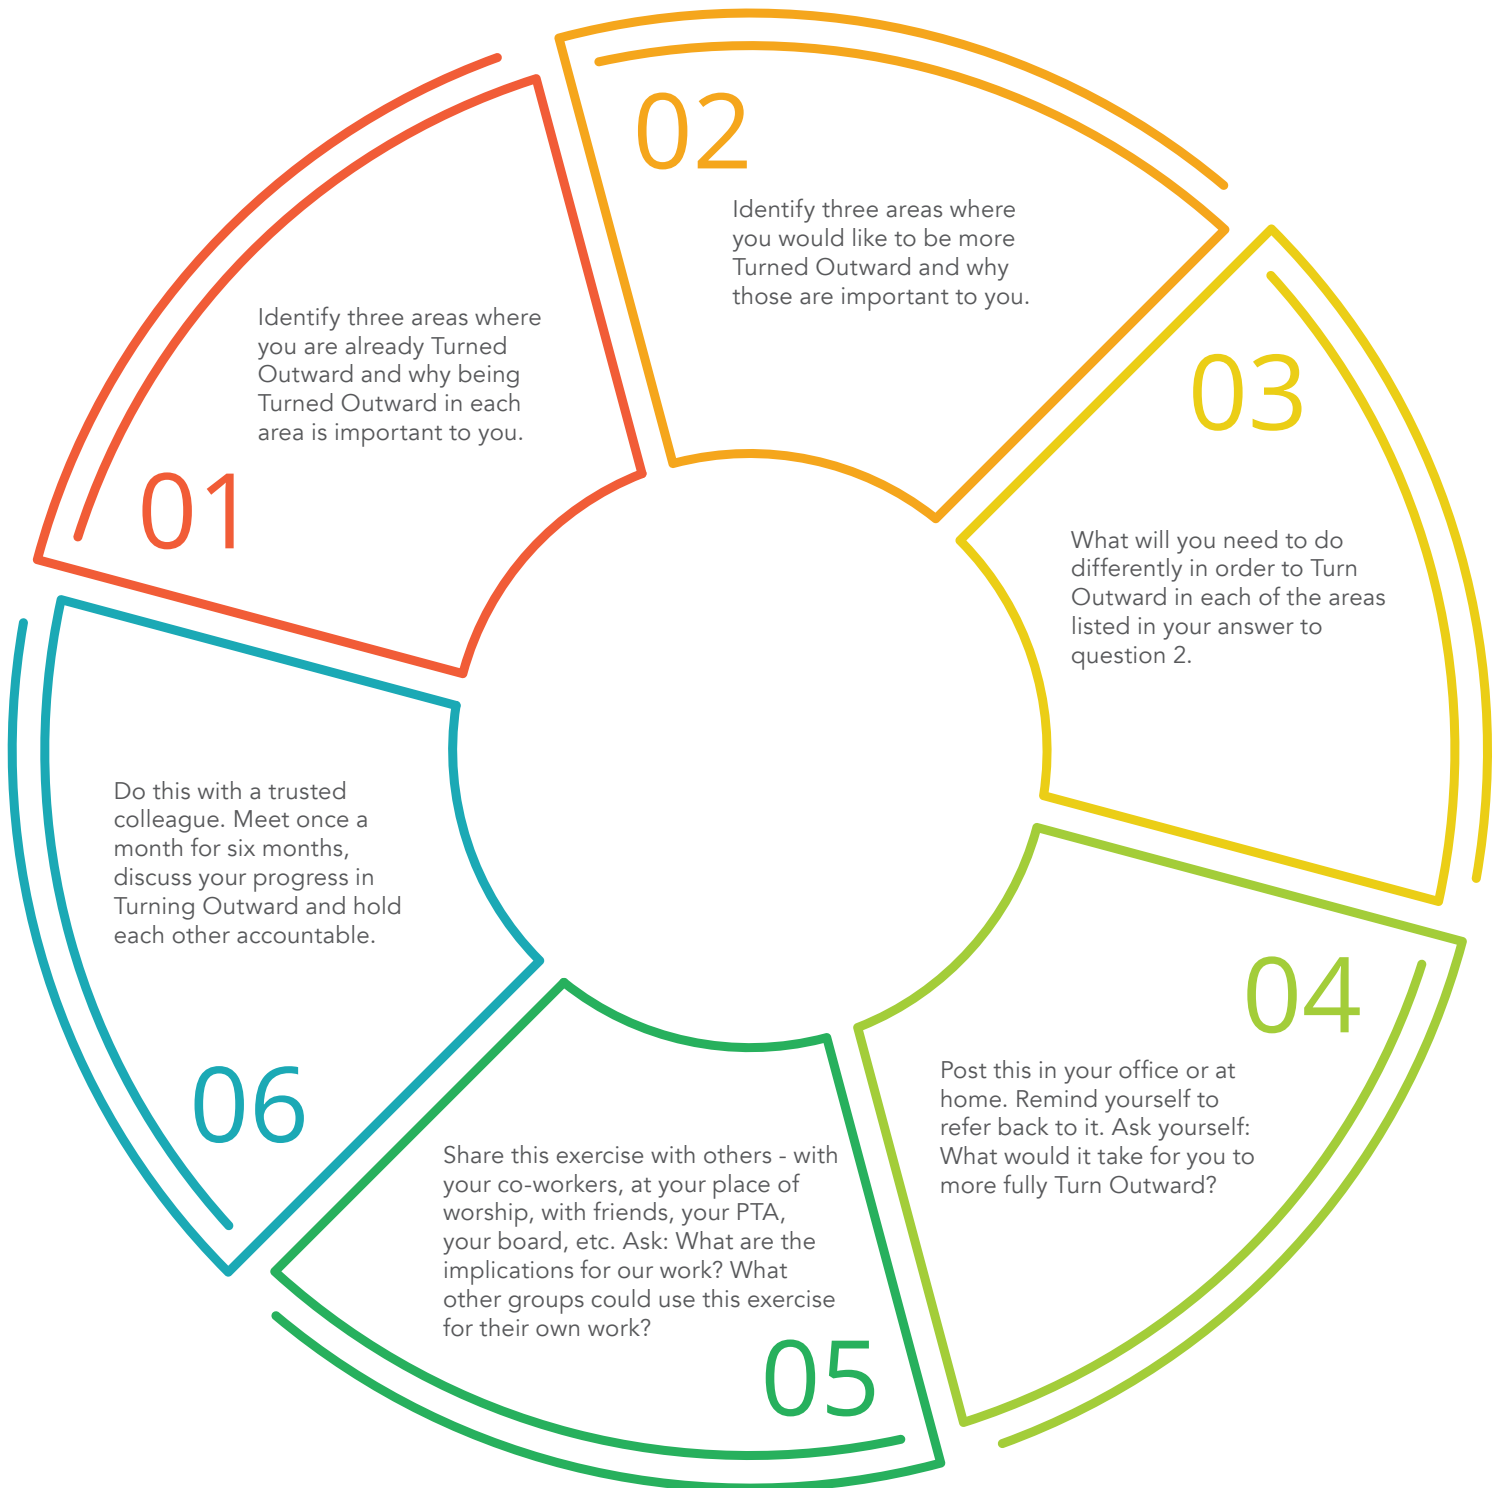 01
Identify three areas where
you are already Turned
Outward and why being
Turned Outward in each
area is important to you.
02
Identify three areas where
you would like to be more
Turned Outward and why
those are important to you.
03
What will you need to do
differently in order to Turn
Outward in each of the areas
listed in your answer to
question 2.
04
Post this in your office or at
home. Remind yourself to
refer back to it. Ask yourself:
What would it take for you to
more fully Turn Outward?
05
Share this exercise with others - with
your co-workers, at your place of
worship, with friends, your PTA,
your board, etc. Ask: What are the
implications for our work? What
other groups could use this exercise
for their own work?
06
Do this with a trusted
colleague. Meet once a
month for six months,
discuss your progress in
Turning Outward and hold
each other accountable.